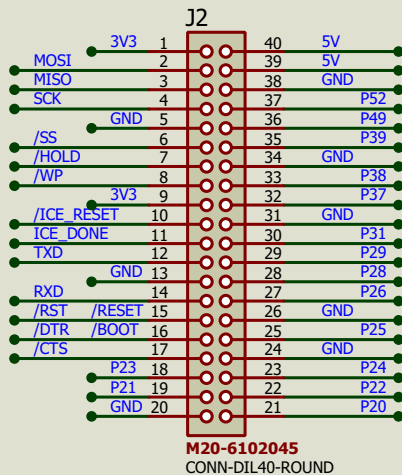 J2
3V3 1 40 5V
MOSI 2 39 5V
MISO 3 38 GND
SCK 4 37 P52
GND 5 36 P49
/SS 6 35 P39
/HOLD 7 34 GND
/WP 8 33 P38
3V3 9 32 P37
/ICE_RESET 10 31 GND
ICE_DONE 11 30 P31
TXD 12 29 P29
GND 13 28 P28
RXD 14 27 P26
/RST /RESET 15 26 GND
/DTR /BOOT 16 25 P25
/CTS 17 24 GND
P23 18 23 P24
P21 19 22 P22
GND 20 21 P20
M20-6102045
CONN-DIL40-ROUND